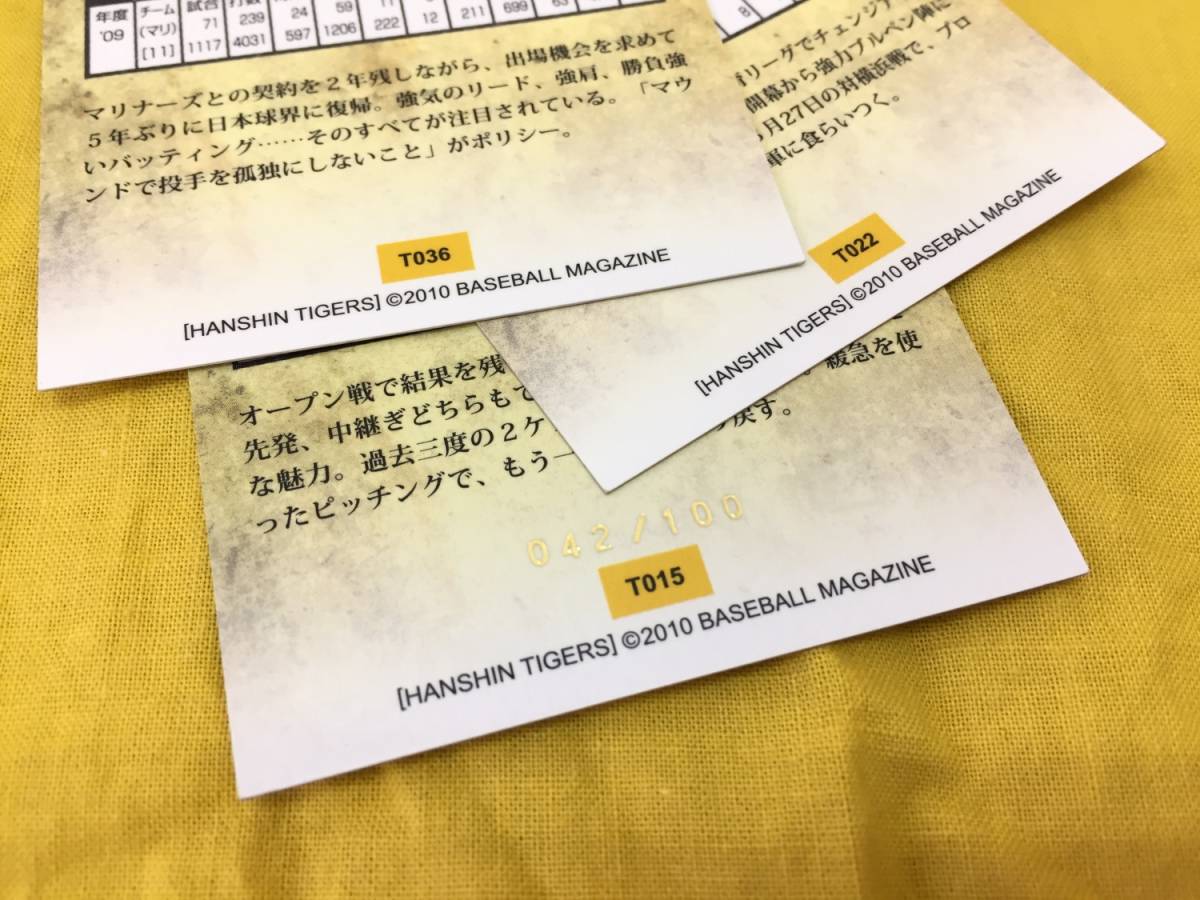 年度 チーム 試合 打数
'09 (マリ) 71 239 24 59 11
[11] 1117 4031 597 1206 222 12 211 699 63
マリナーズとの契約を2年残しながら、出場機会を求めて
5年ぶりに日本球界に復帰。強気のリード、強肩、勝負強
いバッティング……そのすべてが注目されている。「マウ
ンドで投手を孤独にしないこと」がポリシー。
T036
[HANSHIN TIGERS] ©2010 BASEBALL MAGAZINE
8
リーグでチェンジア
開幕から強力ブルペン陣に
月27日の対横浜戦で、プロ
軍に食らいつく。
T022
[HANSHIN TIGERS] ©2010 BASEBALL MAGAZINE
オープン戦で結果を残
先発、中継ぎどちらもで 緩急を使
な魅力。過去三度の2ケ 戻す。
ったピッチングで、もう一
042/100
T015
[HANSHIN TIGERS] ©2010 BASEBALL MAGAZINE